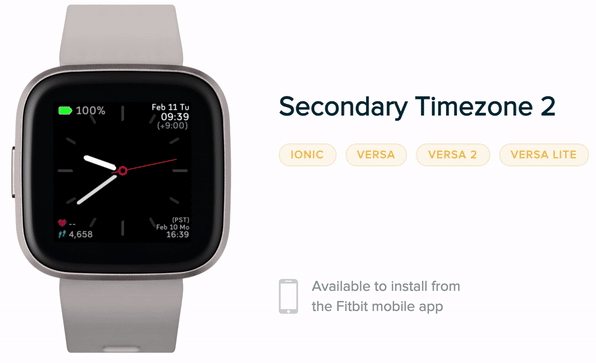 100%
Feb 11 Tu
09:39
(+9:00)
--
4,658
(PST)
Feb 10 Mo
16:39
Secondary Timezone 2
IONIC
VERSA
VERSA 2
VERSA LITE
Available to install from
the Fitbit mobile app